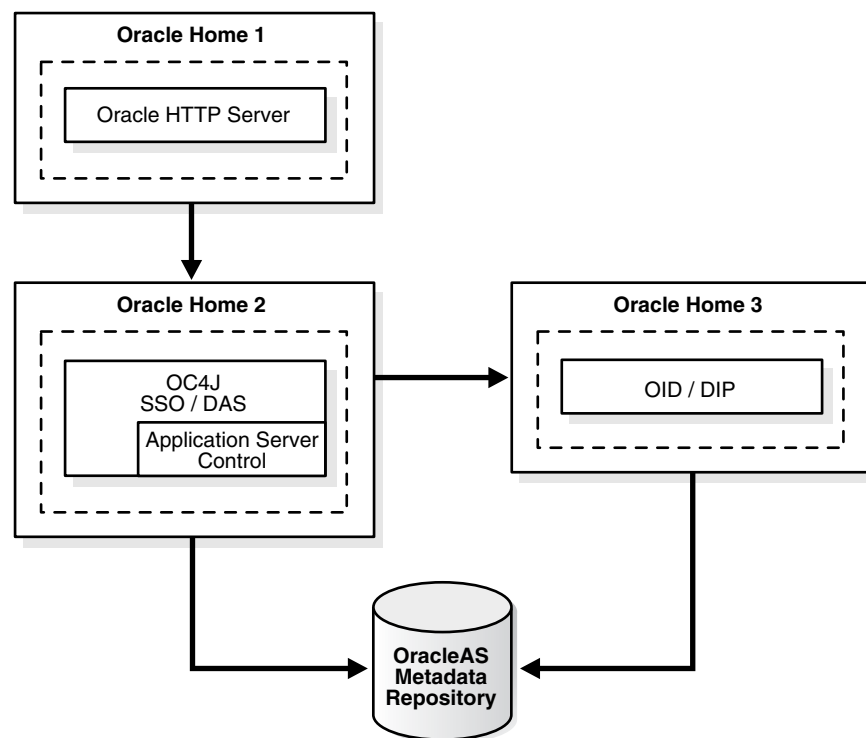 Oracle Home 1
Oracle HTTP Server
Oracle Home 2
OC4J
SSO / DAS
Application Server
Control
Oracle Home 3
OID / DIP
OracleAS
Metadata
Repository